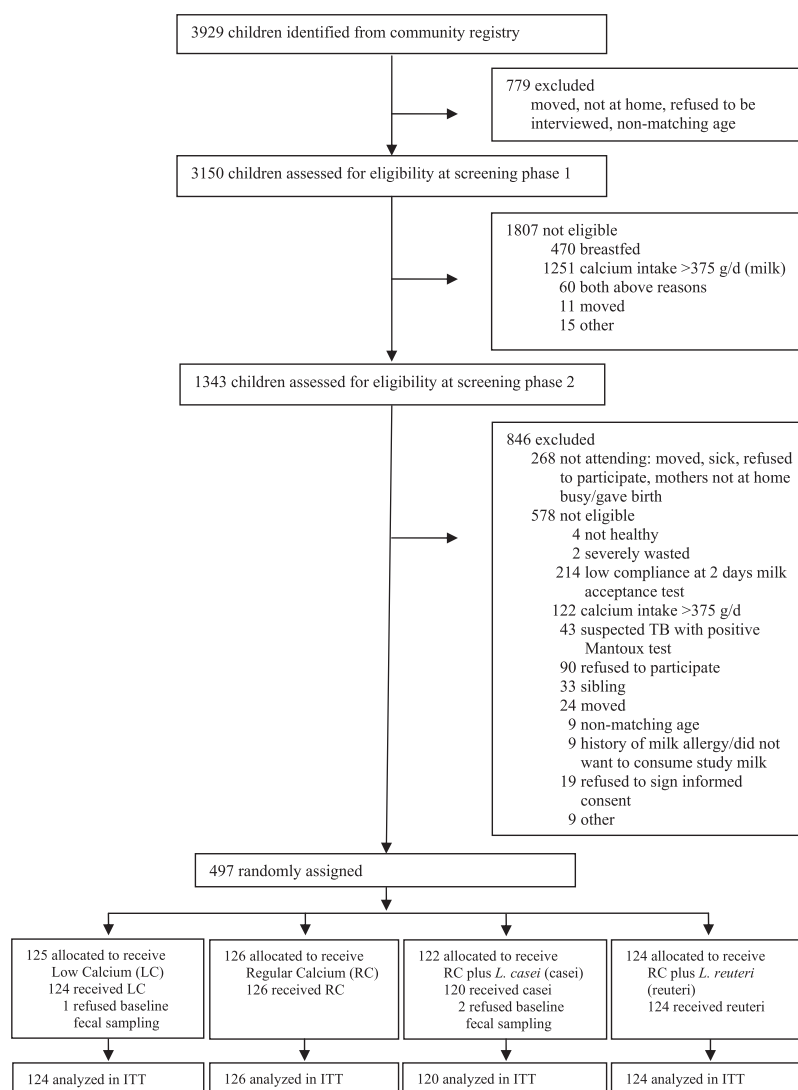 3929 children identified from community registry
779 excluded
moved, not at home, refused to be
interviewed, non-matching age
3150 children assessed for eligibility at screening phase 1
1807 not eligible
470 breastfed
1251 calcium intake >375 g/d (milk)
60 both above reasons
11 moved
15 other
1343 children assessed for eligibility at screening phase 2
846 excluded
268 not attending: moved, sick, refused
to participate, mothers not at home
busy/gave birth
578 not eligible
4 not healthy
2 severely wasted
214 low compliance at 2 days milk
acceptance test
122 calcium intake >375 g/d
43 suspected TB with positive
Mantoux test
90 refused to participate
33 sibling
24 moved
9 non-matching age
9 history of milk allergy/did not
want to consume study milk
19 refused to sign informed
consent
9 other
497 randomly assigned
125 allocated to receive
Low Calcium (LC)
124 received LC
1 refused baseline
fecal sampling
126 allocated to receive
Regular Calcium (RC)
126 received RC
122 allocated to receive
RC plus L. casei (casei)
120 received casei
2 refused baseline
fecal sampling
124 allocated to receive
RC plus L. reuteri
(reuteri)
124 received reuteri
124 analyzed in ITT
126 analyzed in ITT
120 analyzed in ITT
124 analyzed in ITT